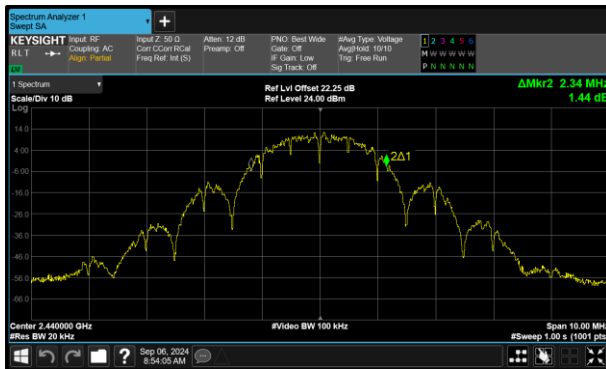 Spectrum Analyzer 1
Swept SA
KEYSIGHT
RLT
Input: RF
Coupling: AC
Align: Partial
Input Z: 50 Ω
Corr CCorr RCal
Freq Ref: Int (S)
Atten: 12 dB
Preamp: Off
PNO: Best Wide
Gate: Off
IF Gain: Low
Sig Track: Off
#Avg Type: Voltage
Avg|Hold: 10/10
Trig: Free Run
1 2 3 4 5 6
M W W W W W
P N N N N N
1 Spectrum
Scale/Div 10 dB
Ref Lvl Offset 22.25 dB
Ref Level 24.00 dBm
ΔMkr2 2.34 MHz
1.44 dB
Log
14.0
4.00
-6.00
-16.0
-26.0
-36.0
-46.0
-56.0
-66.0
2Δ1
Center 2.440000 GHz
#Res BW 20 kHz
#Video BW 100 kHz
Span 10.00 MHz
#Sweep 1.00 s (1001 pts)
Sep 06, 2024
8:54:05 AM